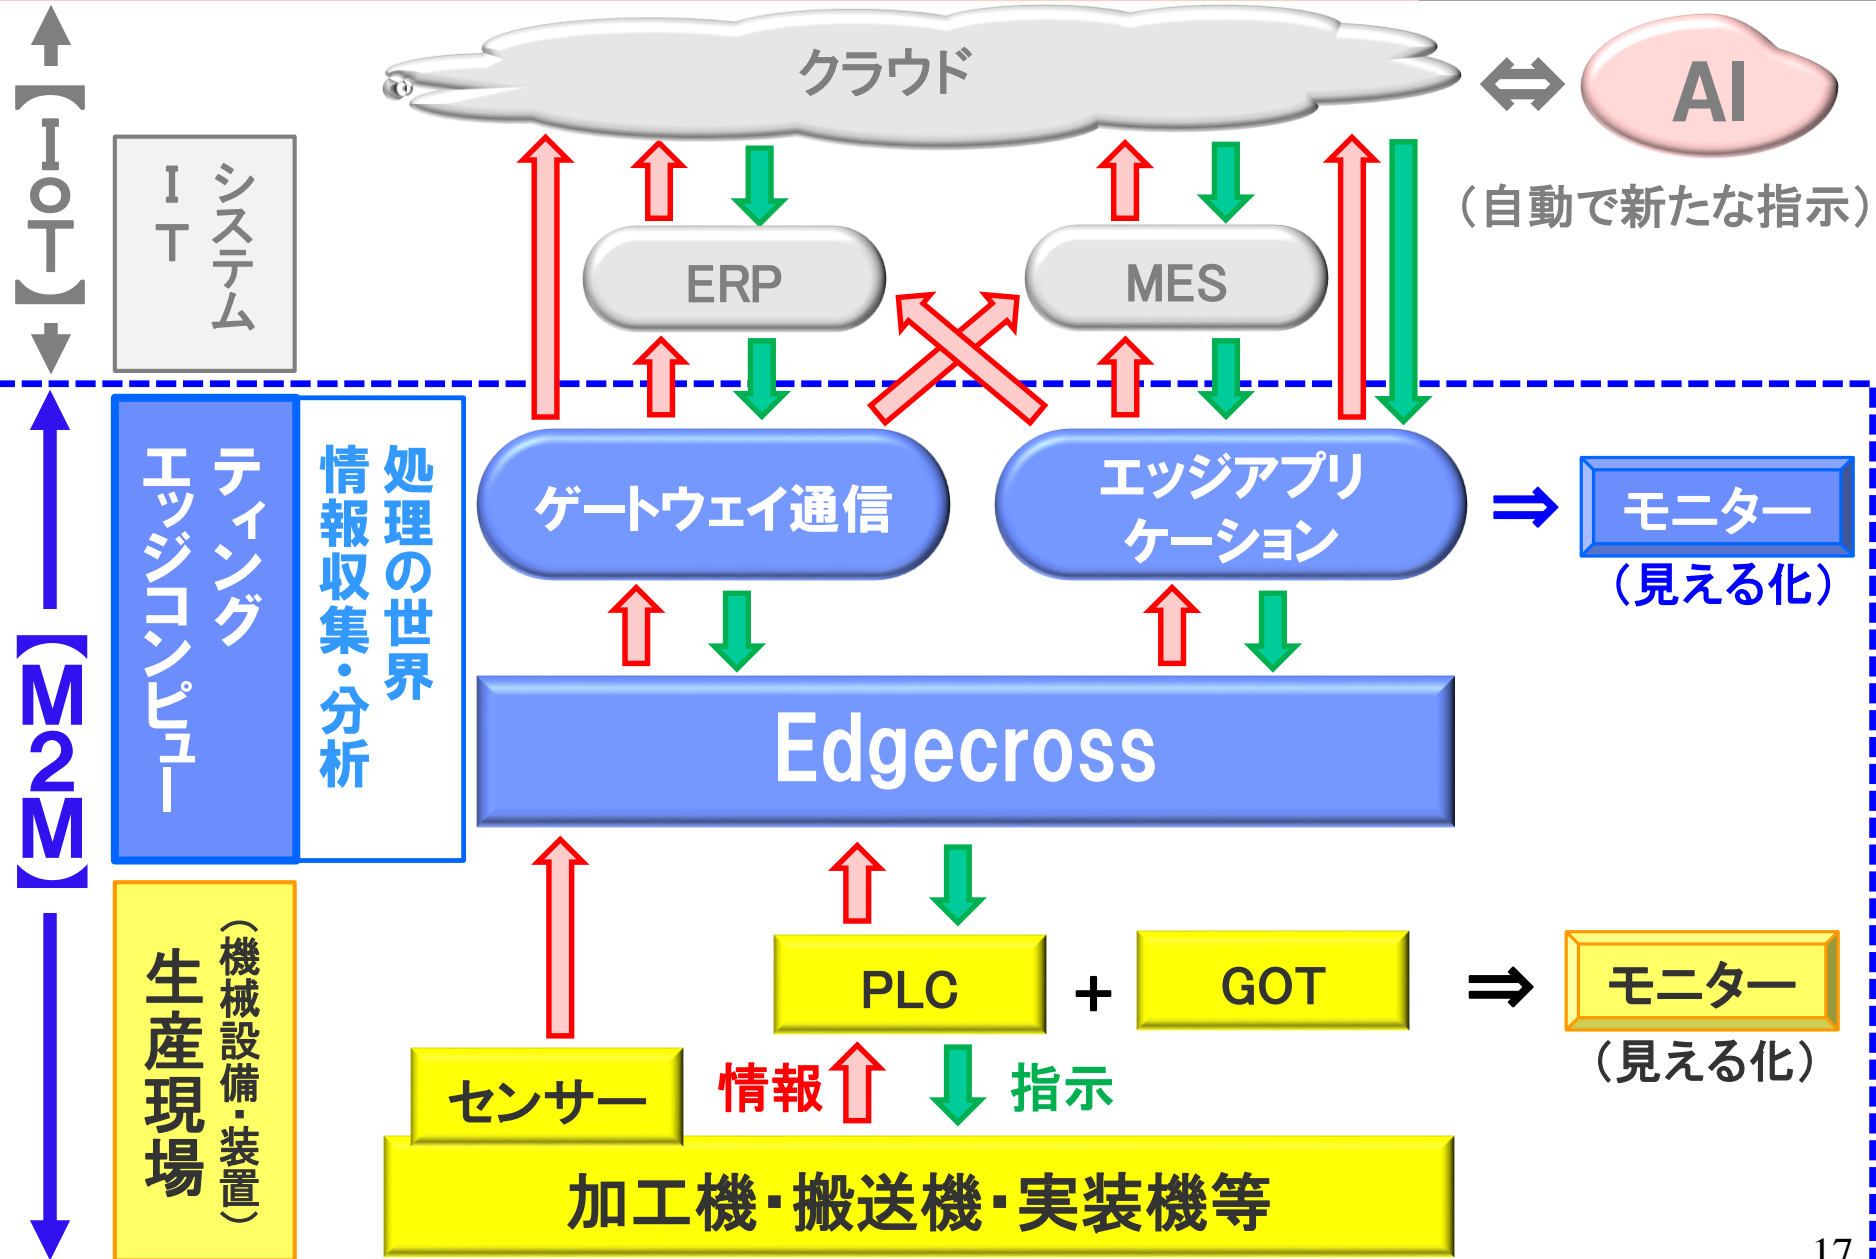 クラウド
AI
(自動で新たな指示)
【IoT】
IT
システム
ERP
MES
【M2M】
エッジコンピュー
ティング
情報収集・分析
処理の世界
ゲートウェイ通信
エッジアプリ
ケーション
⇒
モニター
(見える化)
Edgecross
生産現場
(機械設備・装置)
PLC
+
GOT
⇒
モニター
(見える化)
センサー
情報
指示
加工機・搬送機・実装機等
17